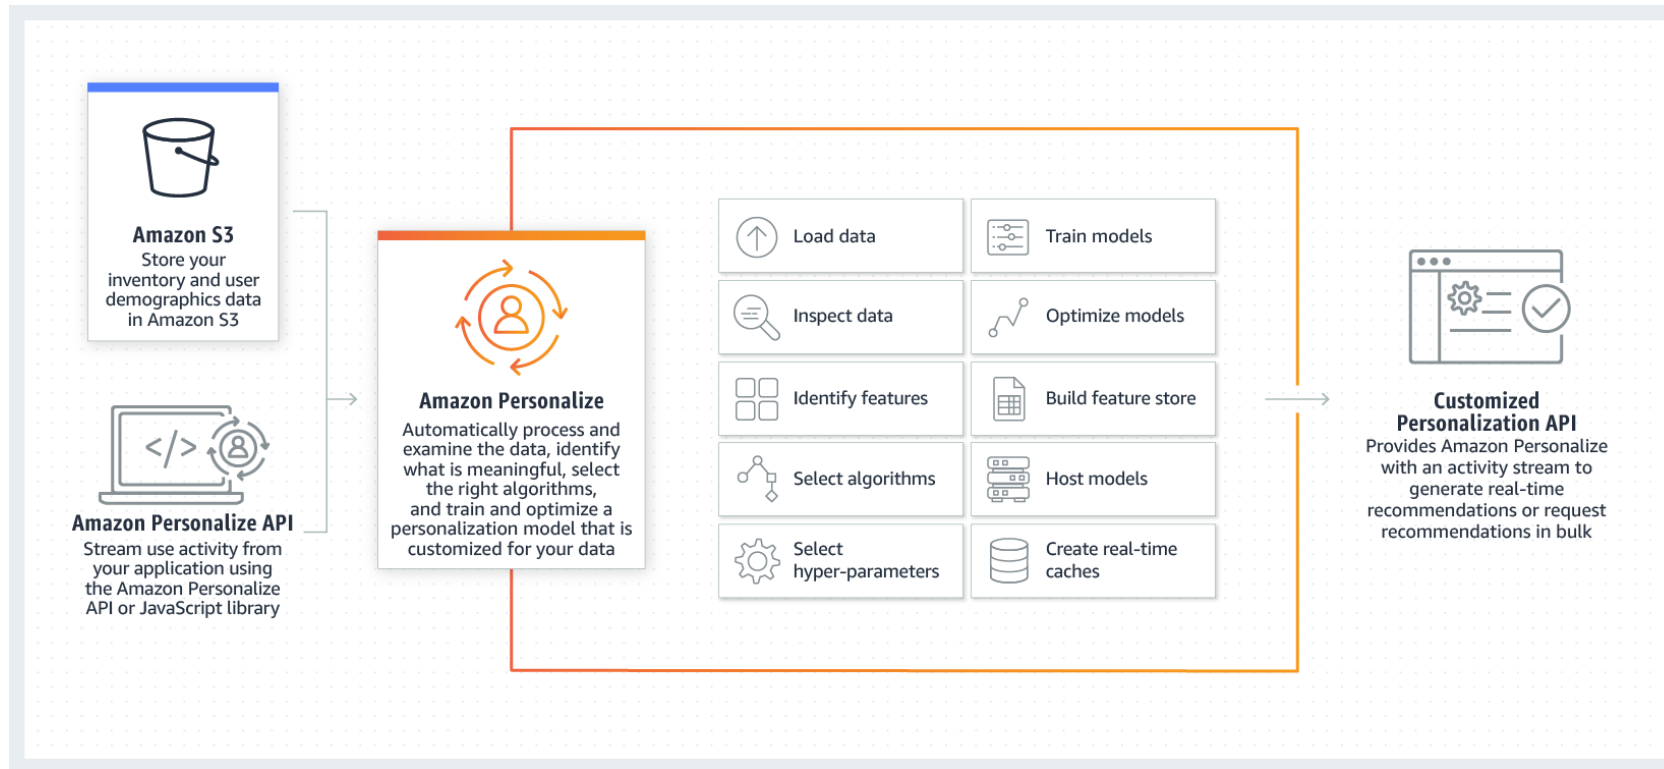 Amazon S3
Store your
inventory and user
demographics data
in Amazon S3
</>
Amazon Personalize API
Stream use activity from
your application using
the Amazon Personalize
API or JavaScript library
Amazon Personalize
Automatically process and
examine the data, identify
what is meaningful, select
the right algorithms,
and train and optimize a
personalization model that is
customized for your data
Load data
Train models
Inspect data
Optimize models
Identify features
Build feature store
Select algorithms
Host models
Select
hyper-parameters
Create real-time
caches
Customized
Personalization API
Provides Amazon Personalize
with an activity stream to
generate real-time
recommendations or request
recommendations in bulk